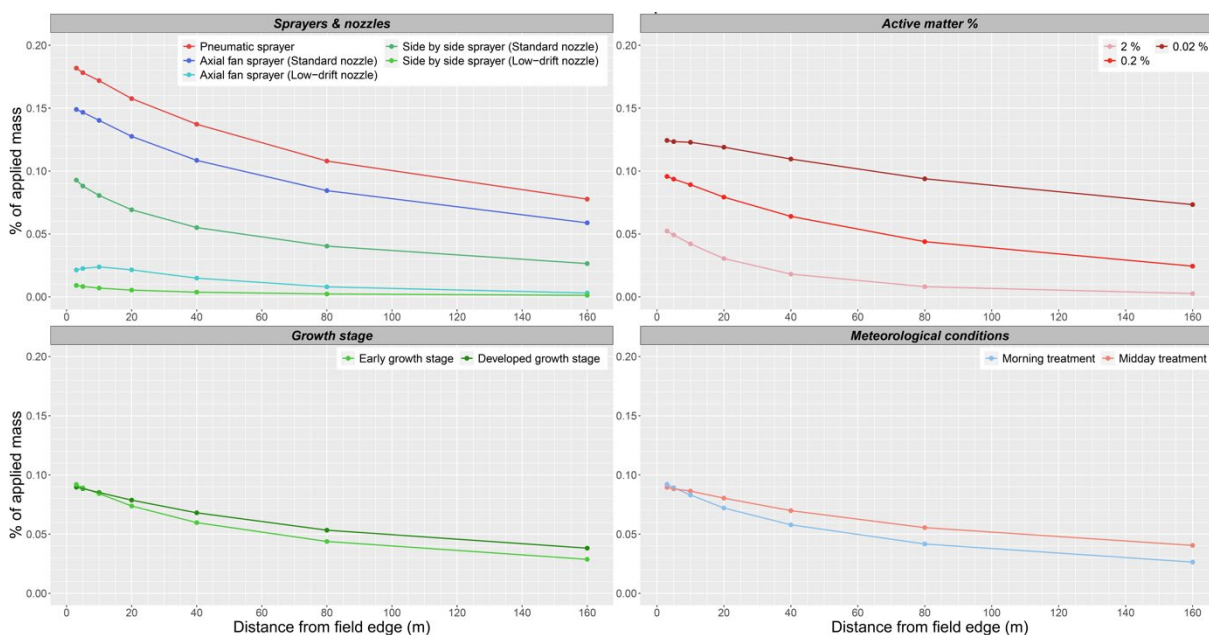 Sprayers & nozzles
Pneumatic sprayer
Axial fan sprayer (Standard nozzle)
Axial fan sprayer (Low-drift nozzle)
Side by side sprayer (Standard nozzle)
Side by side sprayer (Low-drift nozzle)
0.20
0.15
0.10
0.05
0.00
% of applied mass
0 20 40 60 80 100 120 140 160
Active matter %
2 %
0.2 %
0.02 %
0.20
0.15
0.10
0.05
0.00
0 20 40 60 80 100 120 140 160
Growth stage
Early growth stage Developed growth stage
0.20
0.15
0.10
0.05
0.00
% of applied mass
0 20 40 60 80 100 120 140 160
Distance from field edge (m)
Meteorological conditions
Morning treatment Midday treatment
0.20
0.15
0.10
0.05
0.00
0 20 40 60 80 100 120 140 160
Distance from field edge (m)